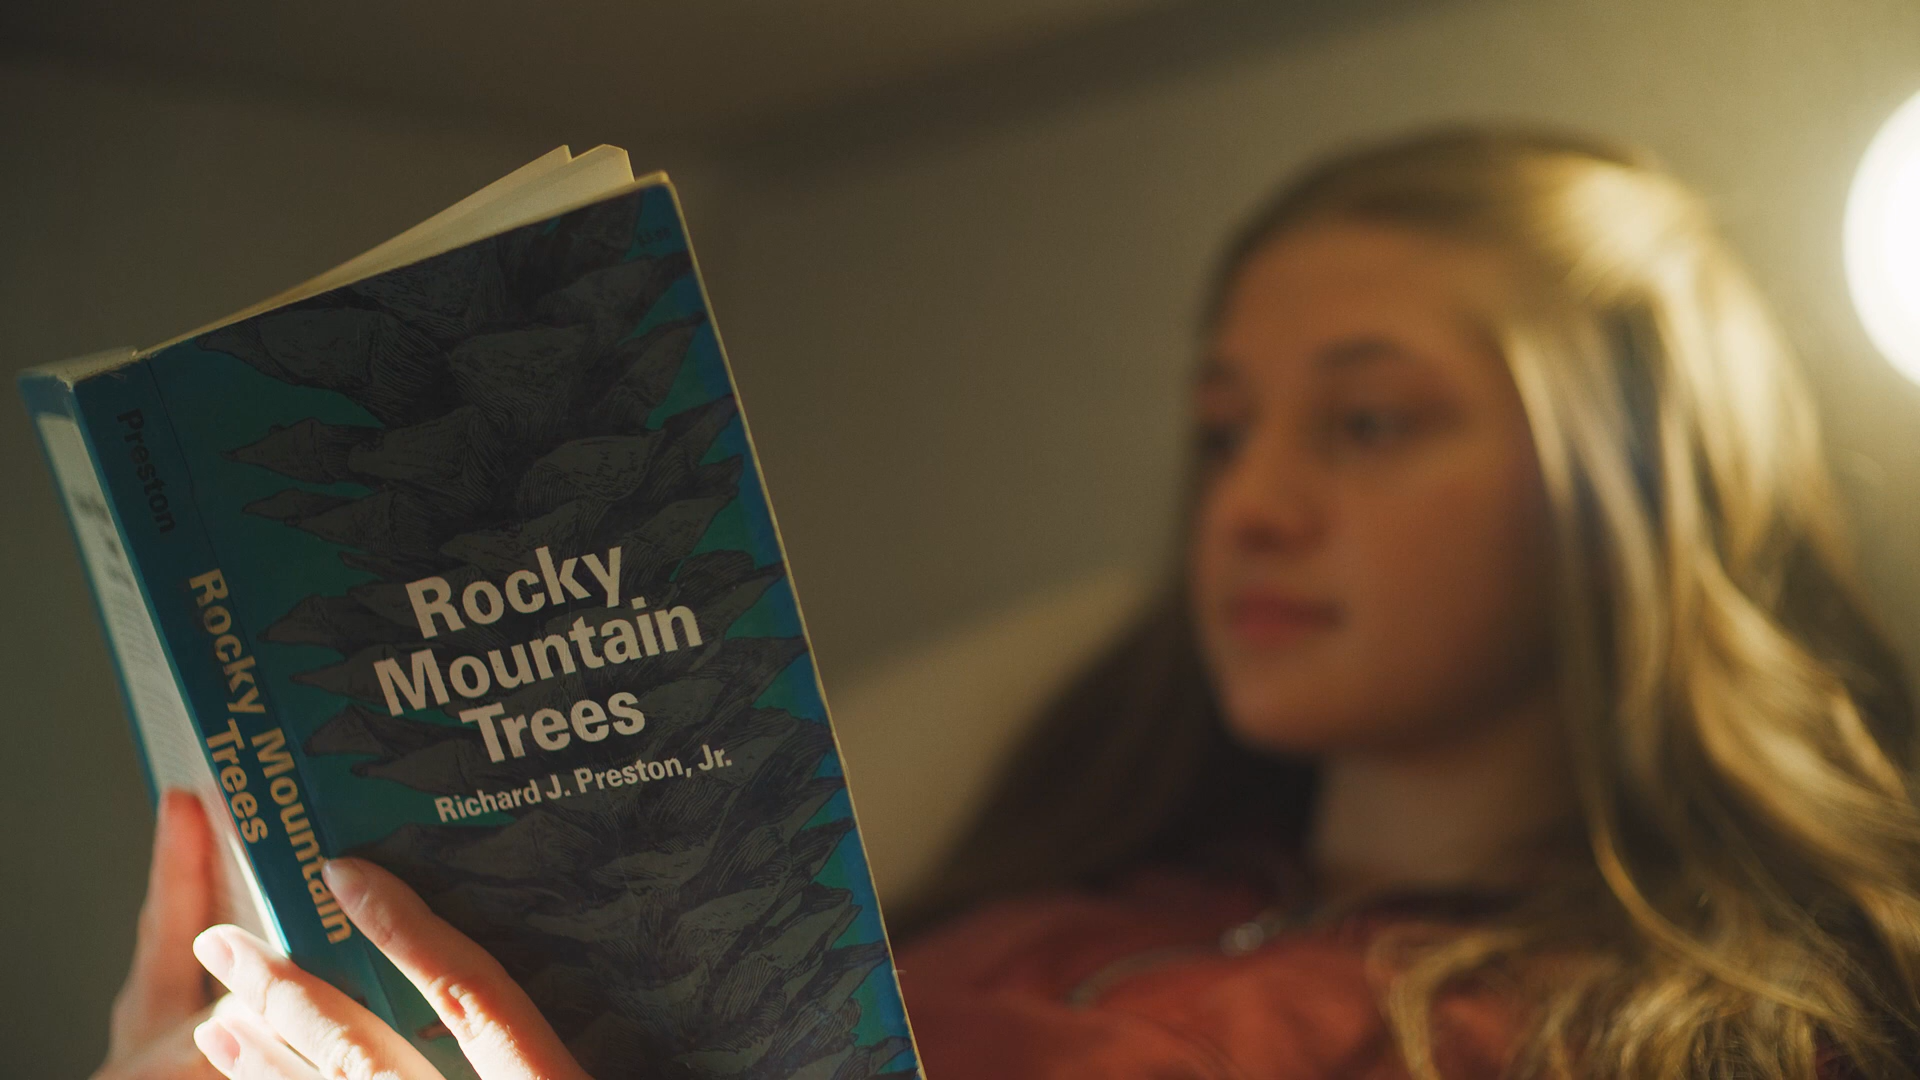 Preston
Rocky Mountain
Trees
Rocky
Mountain
Trees
Richard J. Preston, Jr.